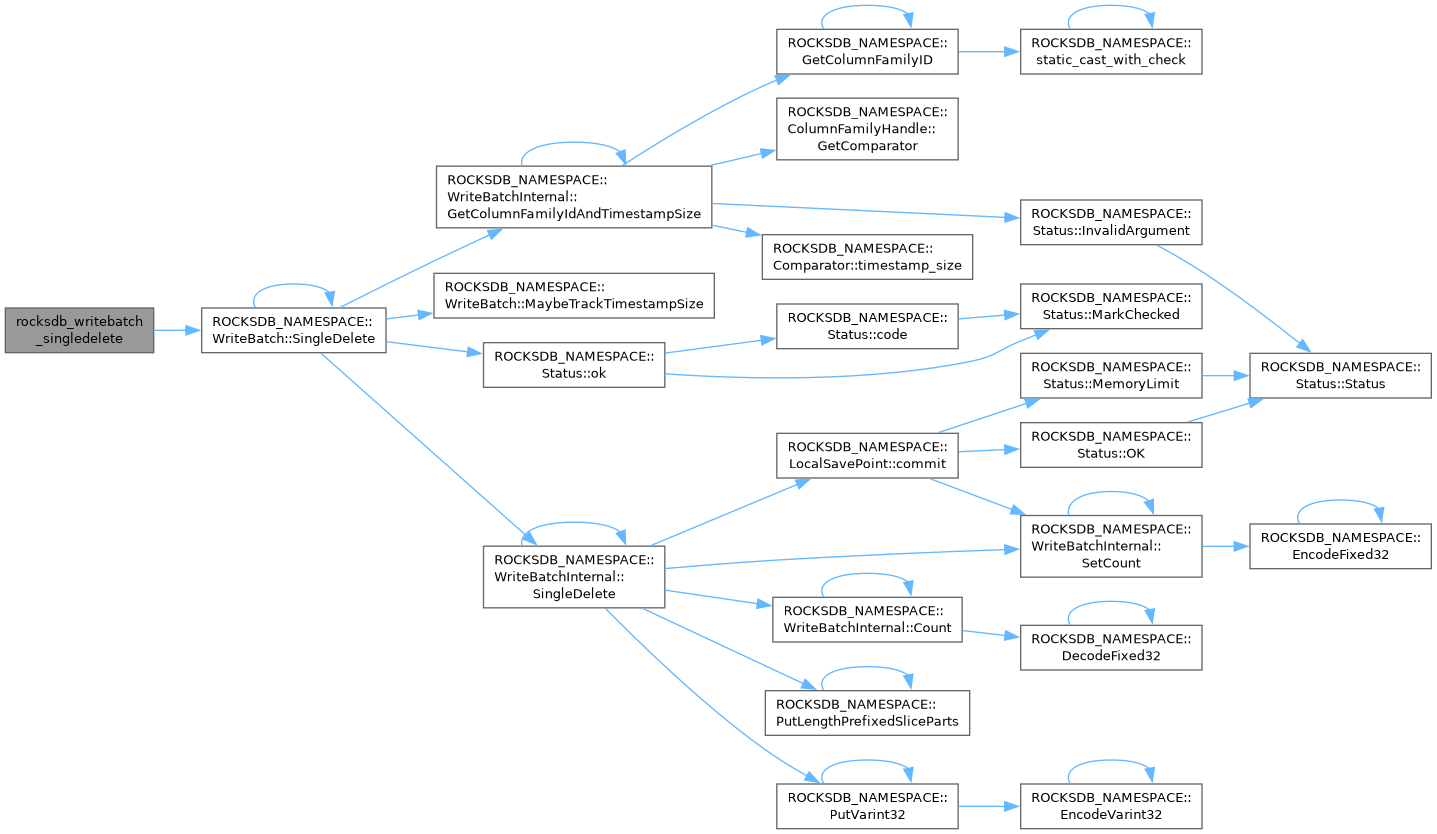 rocksdb_writebatch
_singledelete
ROCKSDB_NAMESPACE::
WriteBatch::SingleDelete
ROCKSDB_NAMESPACE::
WriteBatchInternal::
GetColumnFamilyIdAndTimestampSize
ROCKSDB_NAMESPACE::
WriteBatch::MaybeTrackTimestampSize
ROCKSDB_NAMESPACE::
Status::ok
ROCKSDB_NAMESPACE::
WriteBatchInternal::
SingleDelete
ROCKSDB_NAMESPACE::
GetColumnFamilyID
ROCKSDB_NAMESPACE::
ColumnFamilyHandle::
GetComparator
ROCKSDB_NAMESPACE::
Comparator::timestamp_size
ROCKSDB_NAMESPACE::
Status::code
ROCKSDB_NAMESPACE::
LocalSavePoint::commit
ROCKSDB_NAMESPACE::
WriteBatchInternal::Count
ROCKSDB_NAMESPACE::
PutLengthPrefixedSliceParts
ROCKSDB_NAMESPACE::
PutVarint32
ROCKSDB_NAMESPACE::
static_cast_with_check
ROCKSDB_NAMESPACE::
Status::InvalidArgument
ROCKSDB_NAMESPACE::
Status::MarkChecked
ROCKSDB_NAMESPACE::
Status::MemoryLimit
ROCKSDB_NAMESPACE::
Status::OK
ROCKSDB_NAMESPACE::
WriteBatchInternal::
SetCount
ROCKSDB_NAMESPACE::
DecodeFixed32
ROCKSDB_NAMESPACE::
EncodeVarint32
ROCKSDB_NAMESPACE::
Status::Status
ROCKSDB_NAMESPACE::
EncodeFixed32